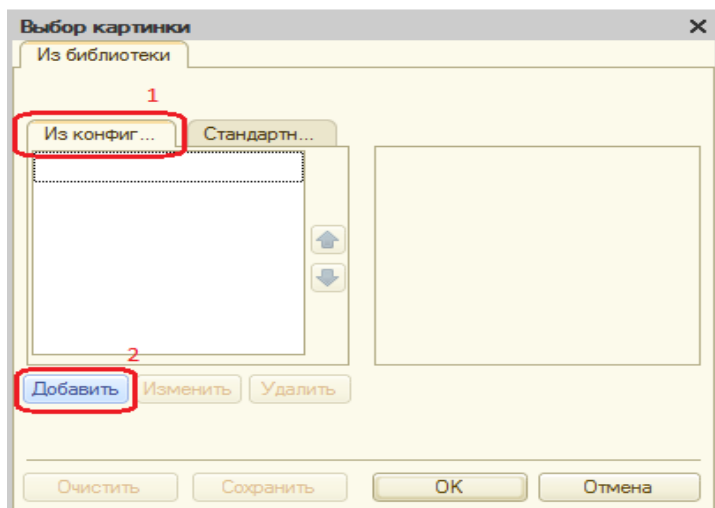 Выбор картинки
Из библиотеки
1
Из конфиг... Стандартн...
2
Добавить Изменить Удалить
Очистить Сохранить OK Отмена